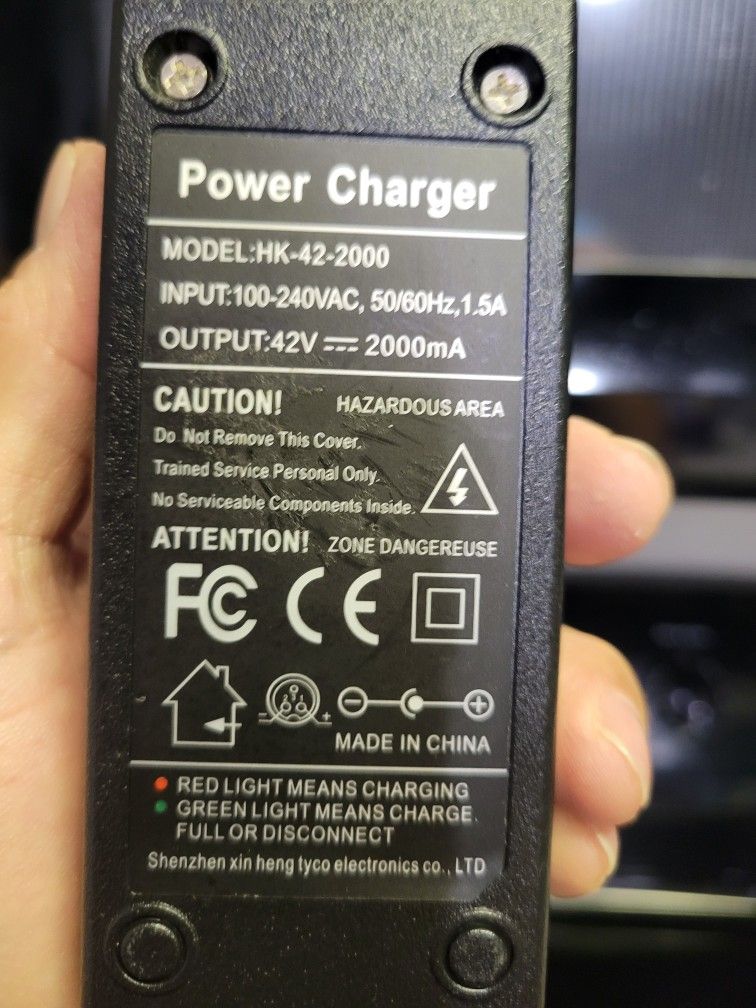 Power Charger
MODEL:HK-42-2000
INPUT:100-240VAC, 50/60Hz,1.5A
OUTPUT:42V ⎓ 2000mA
CAUTION! HAZARDOUS AREA
Do Not Remove This Cover.
Trained Service Personal Only.
No Serviceable Components Inside.
ATTENTION! ZONE DANGEREUSE
FC CE
MADE IN CHINA
RED LIGHT MEANS CHARGING
GREEN LIGHT MEANS CHARGE
FULL OR DISCONNECT
Shenzhen xin heng tyco electronics co., LTD